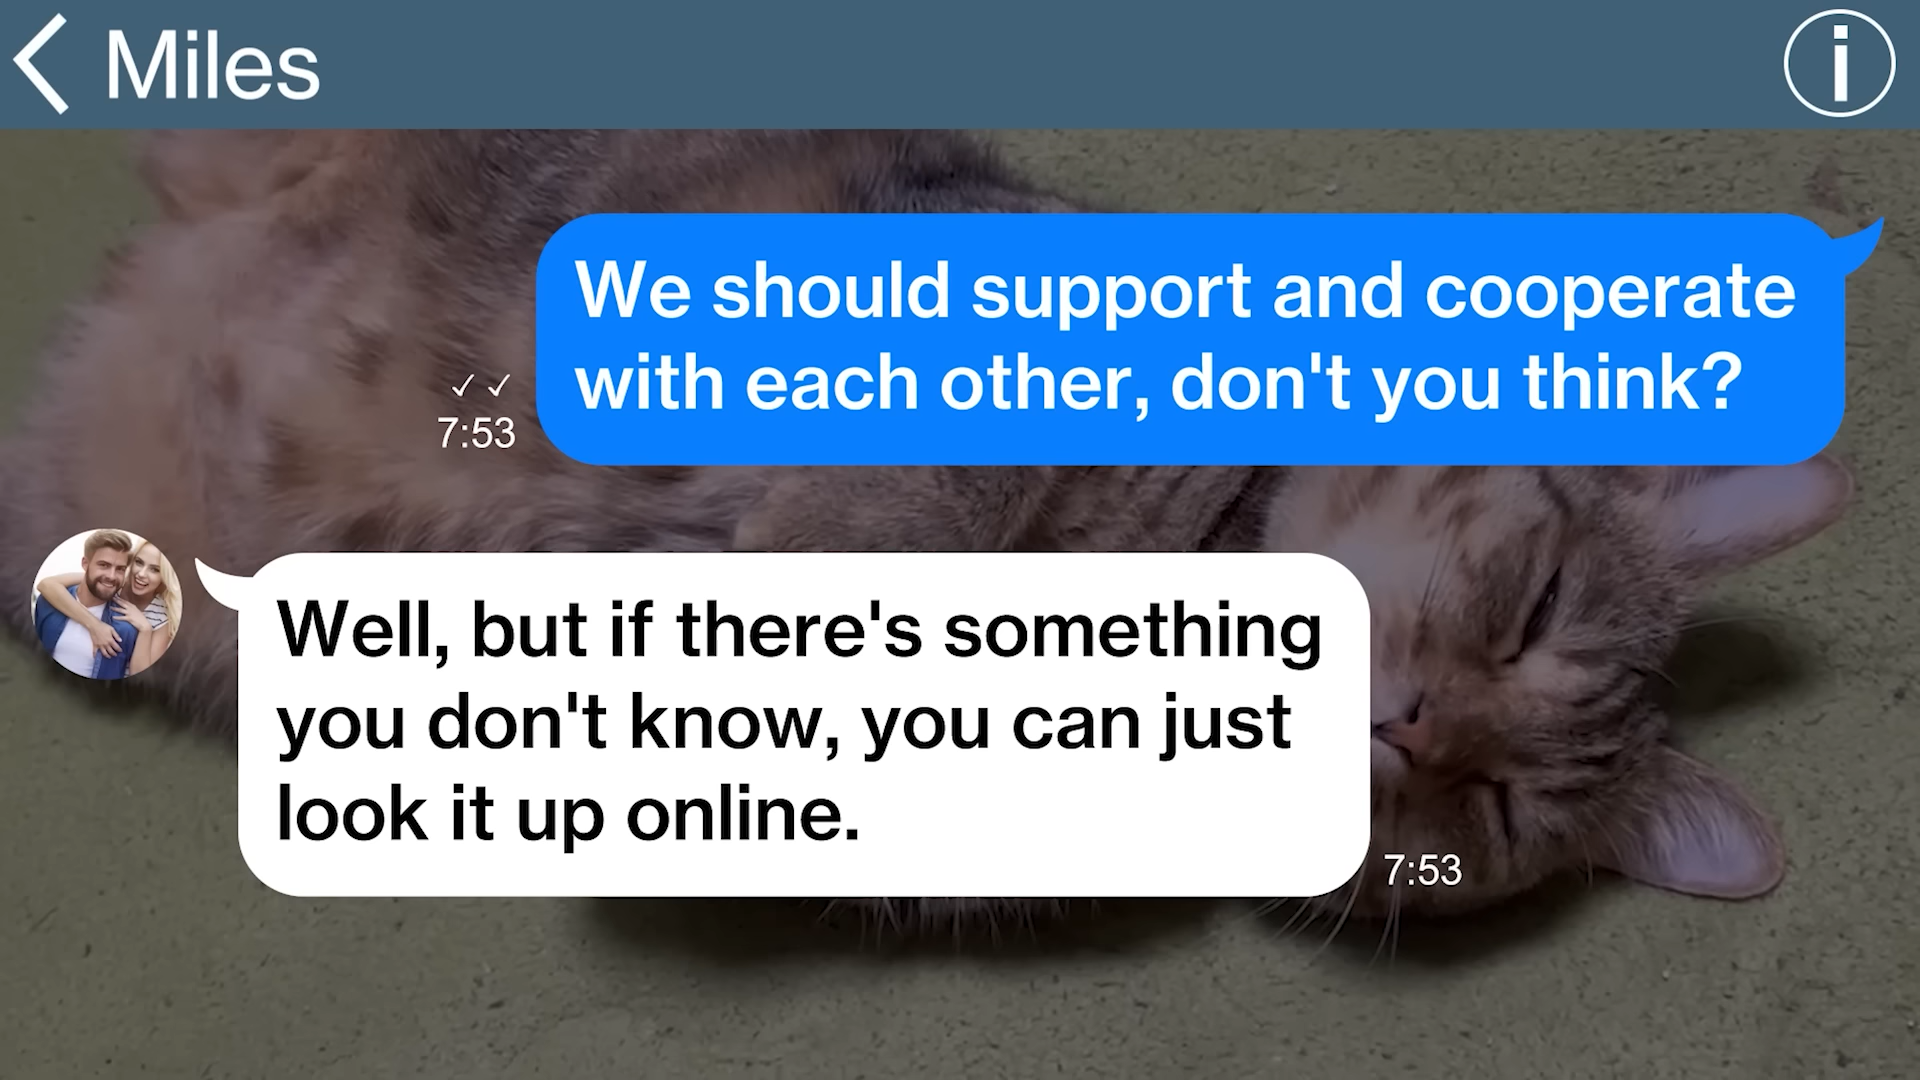 Miles
We should support and cooperate
with each other, don't you think?
7:53
Well, but if there's something
you don't know, you can just
look it up online.
7:53